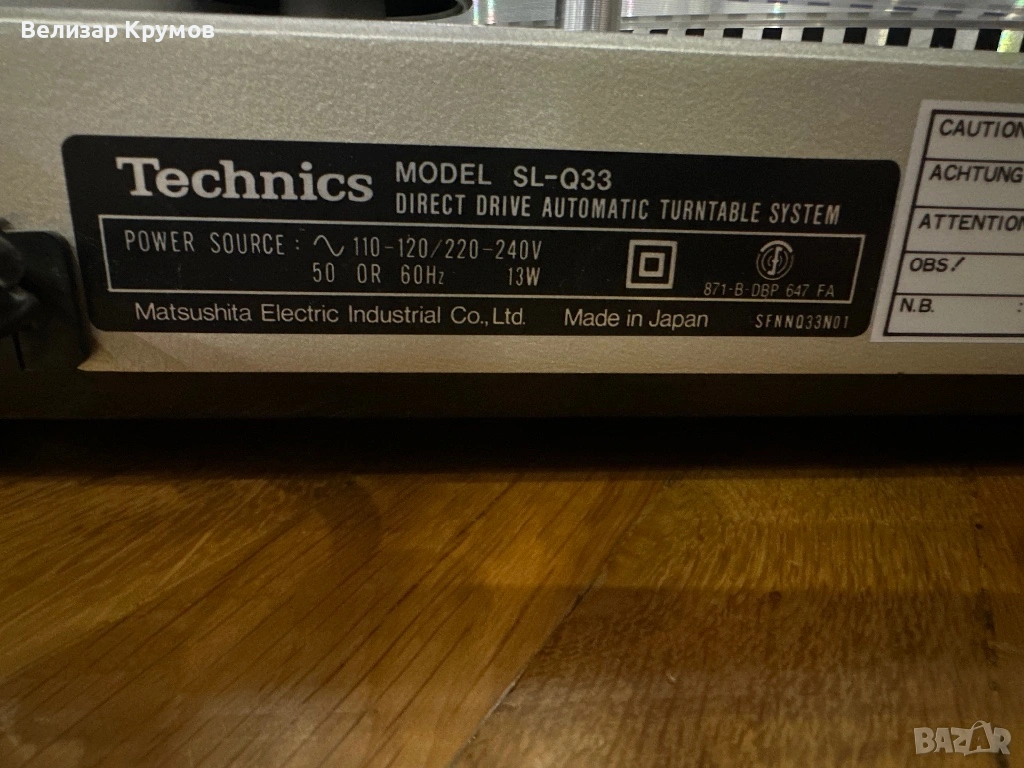 Велизар Крумов
Technics
MODEL SL-Q33
DIRECT DRIVE AUTOMATIC TURNTABLE SYSTEM
POWER SOURCE : ∿ 110-120/220-240V
50 OR 60Hz 13W
871-B-DBP 647 FA
Matsushita Electric Industrial Co., Ltd. Made in Japan SFNNQ33N01
CAUTION
ACHTUNG
ATTENTION
OBS!
N.B. :
BAZAR